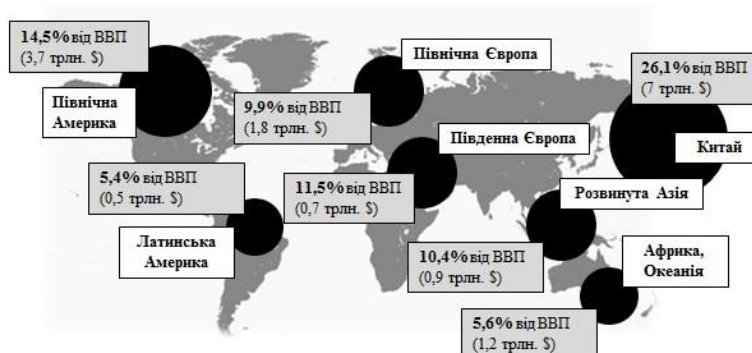 14,5% від ВВП
(3,7 трлн. $)
Північна
Америка
Північна Європа
9,9% від ВВП
(1,8 трлн. $)
26,1% від ВВП
(7 трлн. $)
Китай
Південна Європа
11,5% від ВВП
(0,7 трлн. $)
5,4% від ВВП
(0,5 трлн. $)
Латинська
Америка
Розвинута Азія
10,4% від ВВП
(0,9 трлн. $)
Африка,
Океанія
5,6% від ВВП
(1,2 трлн. $)